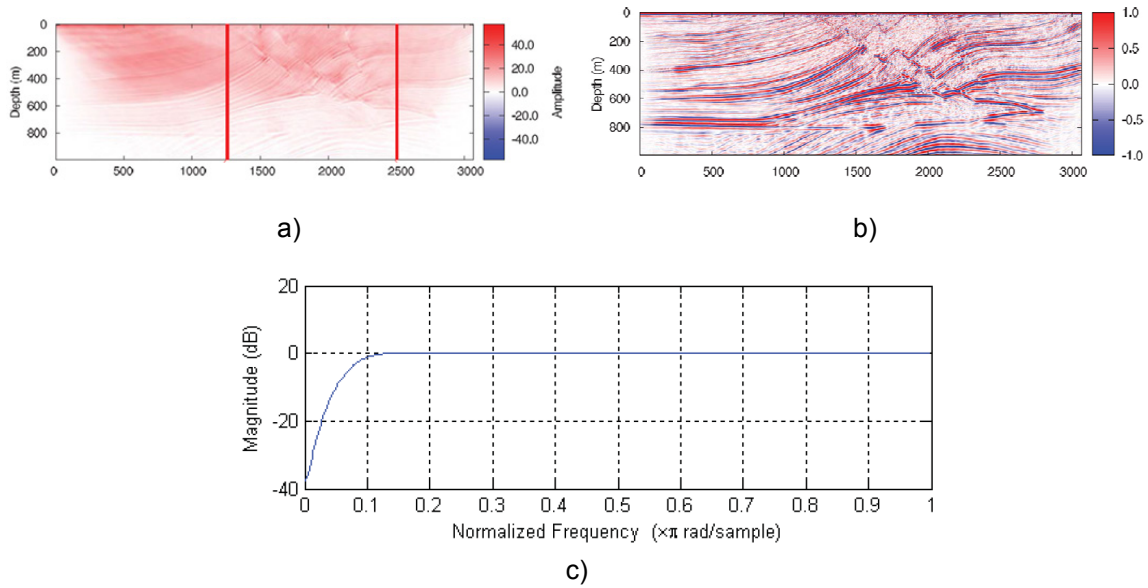 0
200
400
600
800
Depth (m)
0 500 1000 1500 2000 2500 3000
40.0
20.0
0.0
-20.0
-40.0
Amplitude
a)
0
200
400
600
800
Depth (m)
0 500 1000 1500 2000 2500 3000
1.0
0.5
0.0
-0.5
-1.0
b)
20
0
-20
-40
Magnitude (dB)
0 0.1 0.2 0.3 0.4 0.5 0.6 0.7 0.8 0.9 1
Normalized Frequency (×π rad/sample)
c)